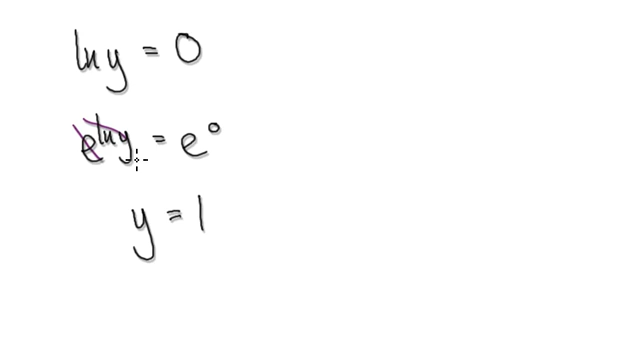 ln y = 0
e^{ln y} = e^0
y = 1